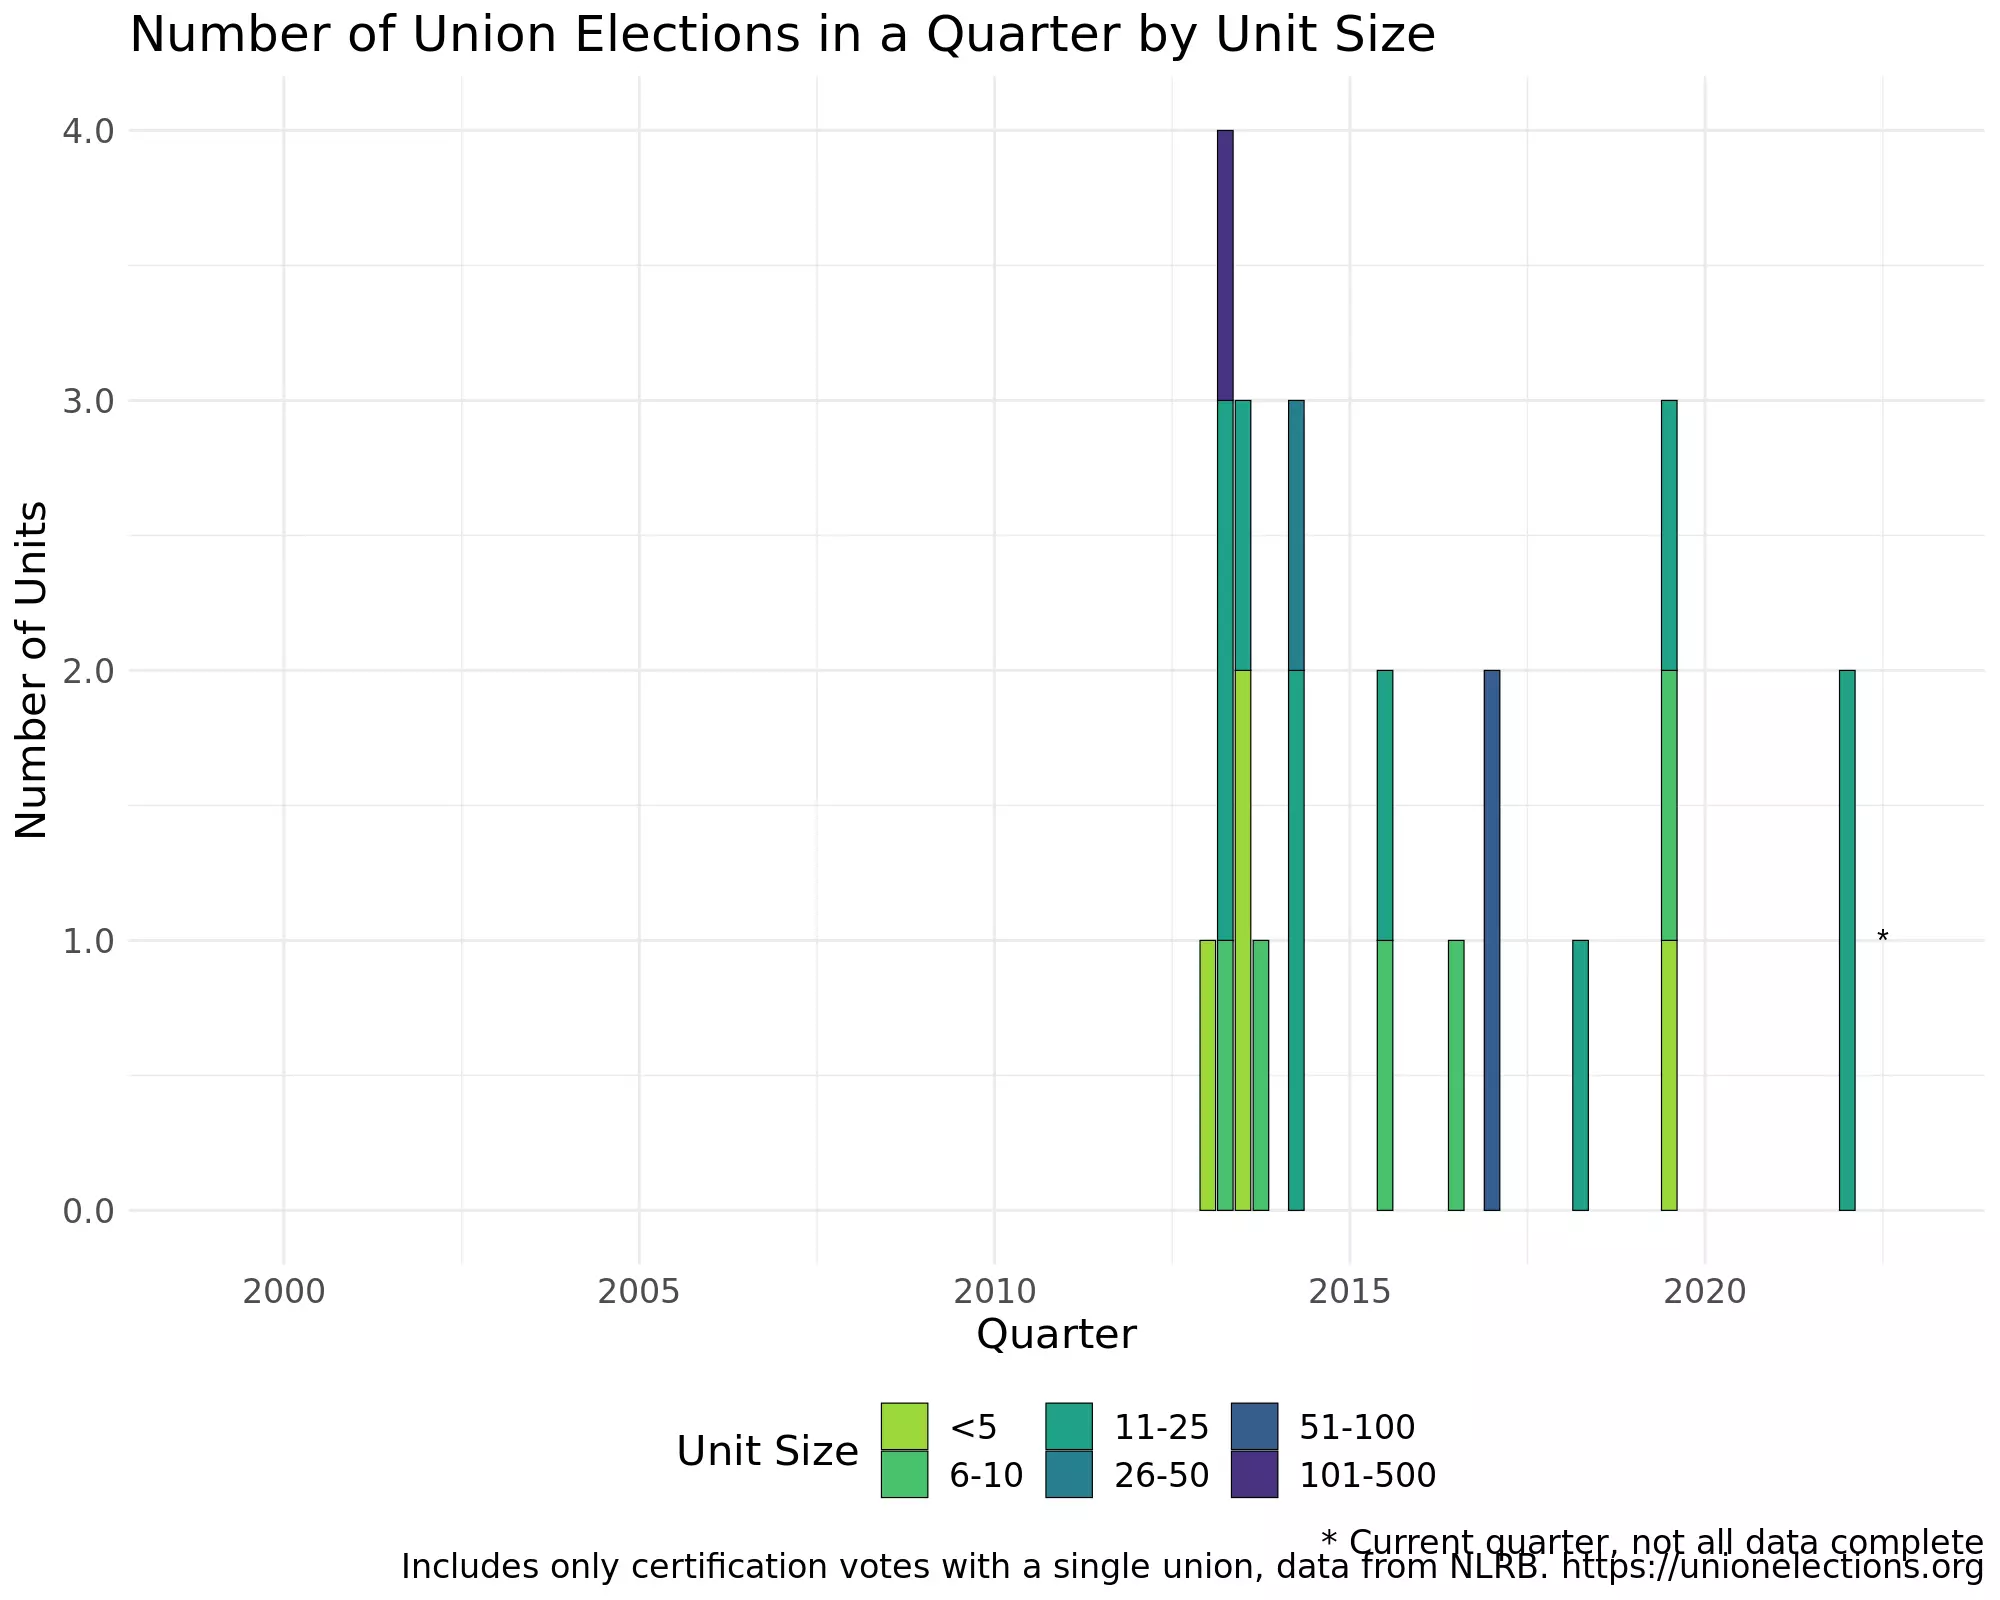 Number of Union Elections in a Quarter by Unit Size
4.0
3.0
2.0
1.0
0.0
Number of Units
*
2000 2005 2010 2015 2020
Quarter
Unit Size
<5 11-25 51-100
6-10 26-50 101-500
* Current quarter, not all data complete
Includes only certification votes with a single union, data from NLRB. https://unionelections.org